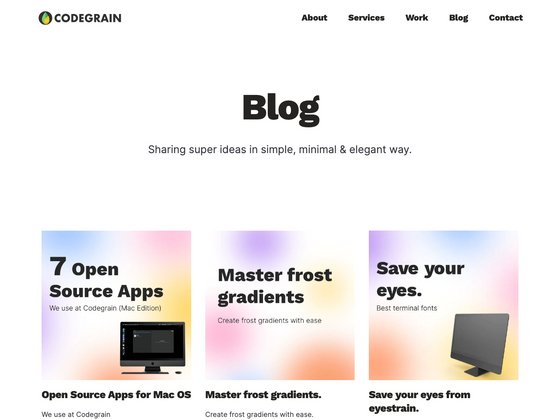 CODEGRAIN
About Services Work Blog Contact
Blog
Sharing super ideas in simple, minimal & elegant way.
7 Open
Source Apps
We use at Codegrain (Mac Edition)
Master frost
gradients
Create frost gradients with ease
Save your
eyes.
Best terminal fonts
Open Source Apps for Mac OS
We use at Codegrain
Master frost gradients.
Create frost gradients with ease.
Save your eyes from
eyestrain.